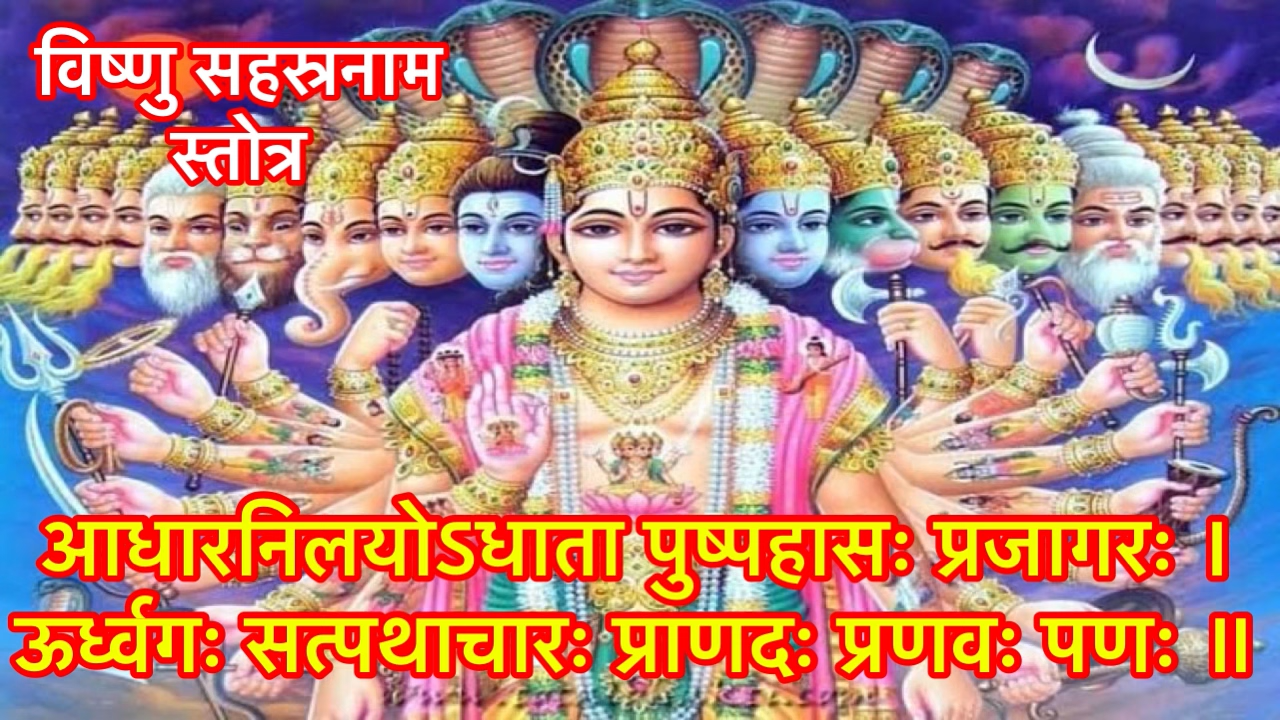 विष्णु सहस्रनाम
स्तोत्र
आधारनिलयोऽधाता पुष्पहासः प्रजागरः ।
ऊर्ध्वगः सत्पथाचारः प्राणदः प्रणवः पणः ॥